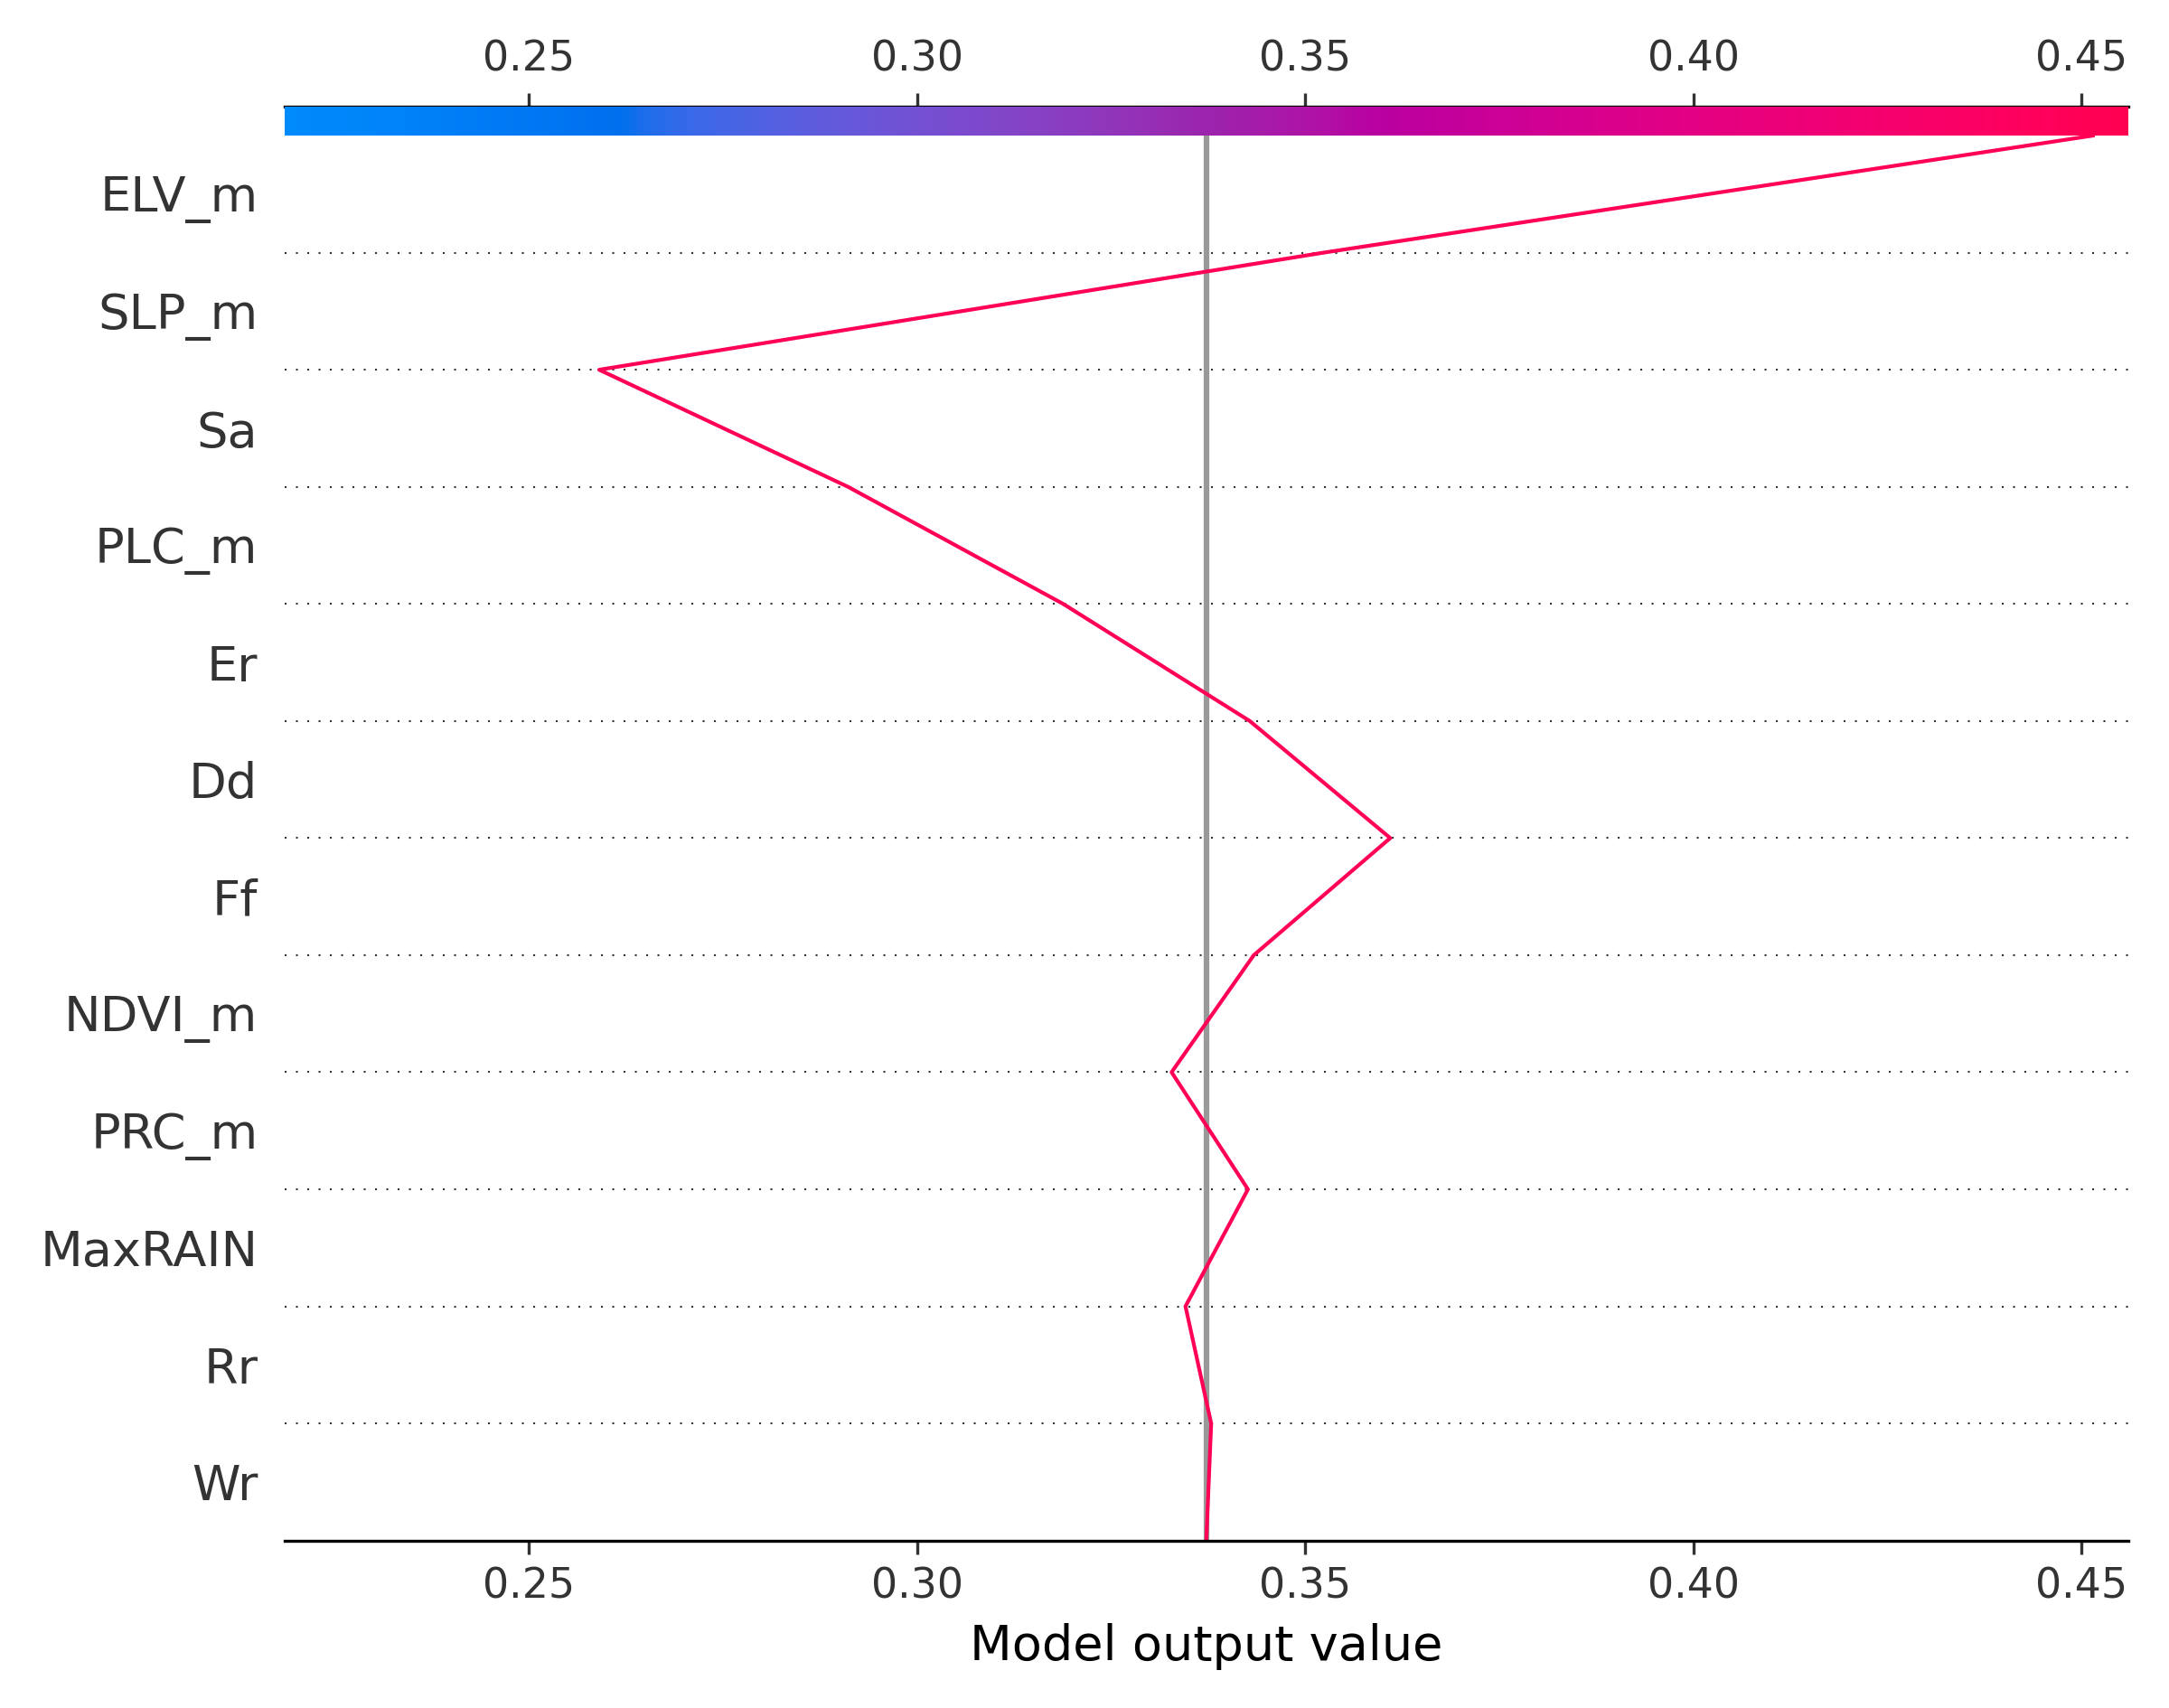 0.25 0.30 0.35 0.40 0.45
ELV_m
SLP_m
Sa
PLC_m
Er
Dd
Ff
NDVI_m
PRC_m
MaxRAIN
Rr
Wr
0.25 0.30 0.35 0.40 0.45
Model output value